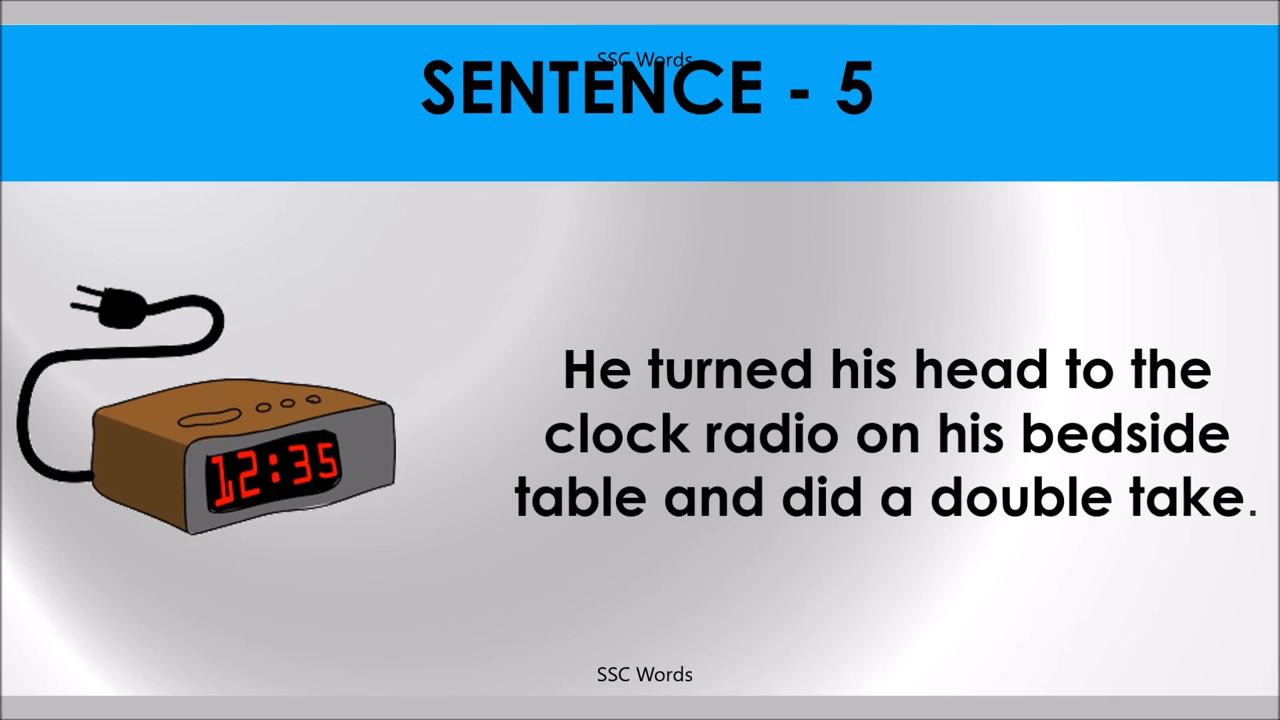 SSC Words
SENTENCE - 5
12:35
He turned his head to the
clock radio on his bedside
table and did a double take.
SSC Words